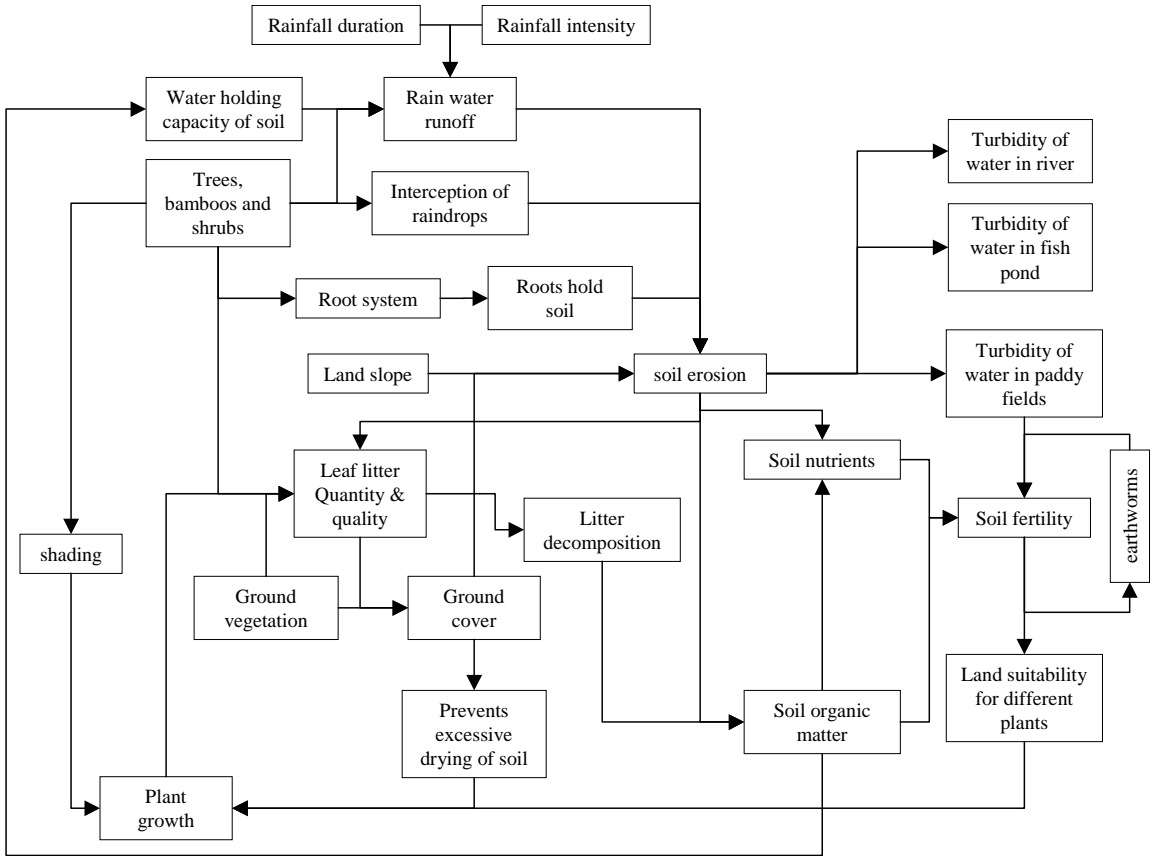 Rainfall duration
Rainfall intensity
Water holding
capacity of soil
Rain water
runoff
Turbidity of
water in river
Trees,
bamboos and
shrubs
Interception of
raindrops
Turbidity of
water in fish
pond
Root system
Roots hold
soil
Land slope
soil erosion
Turbidity of
water in paddy
fields
Leaf litter
Quantity &
quality
Soil nutrients
earthworms
Litter
decomposition
Soil fertility
shading
Ground
vegetation
Ground
cover
Prevents
excessive
drying of soil
Soil organic
matter
Land suitability
for different
plants
Plant
growth